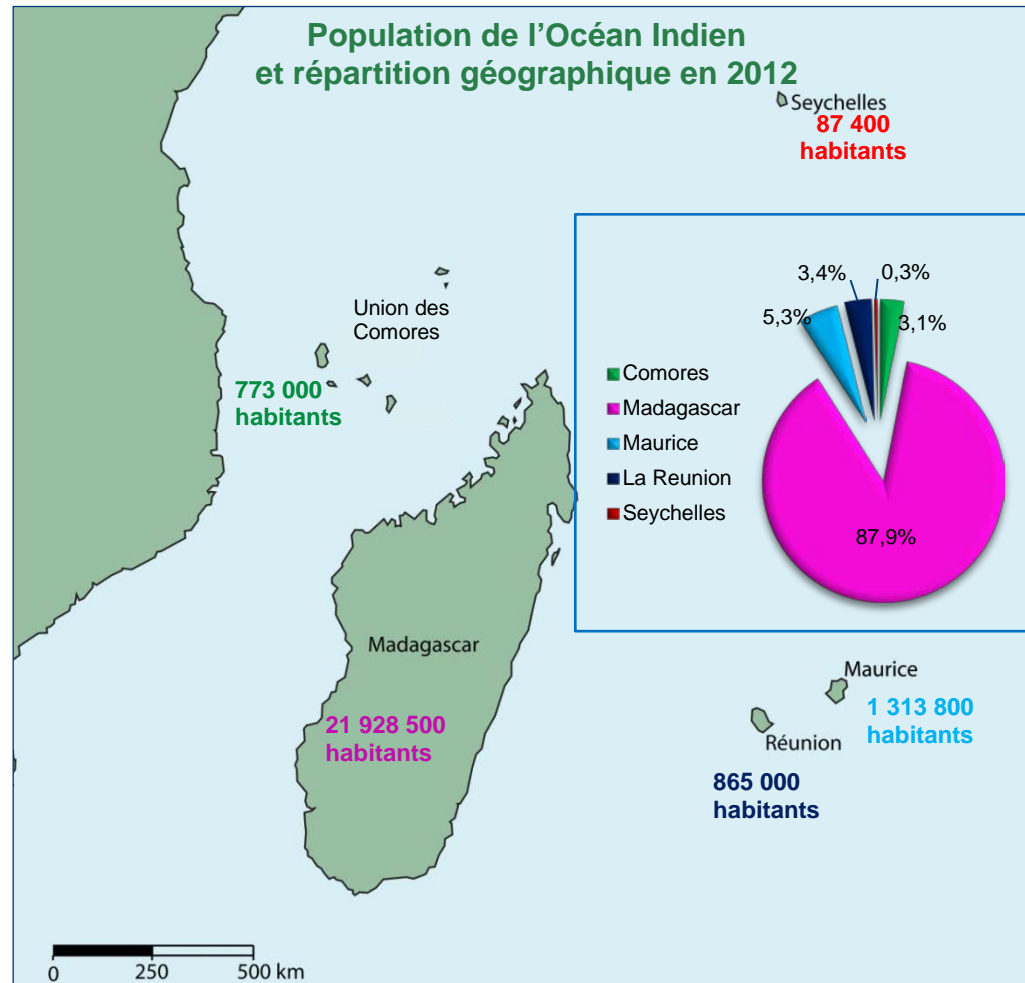 Population de l’Océan Indien
et répartition géographique en 2012
Seychelles
87 400
habitants
3,4%
0,3%
5,3%
3,1%
Union des
Comores
Comores
Madagascar
Maurice
La Reunion
Seychelles
87,9%
773 000
habitants
Madagascar
21 928 500
habitants
Maurice
1 313 800
habitants
Réunion
865 000
habitants
0
250
500 km